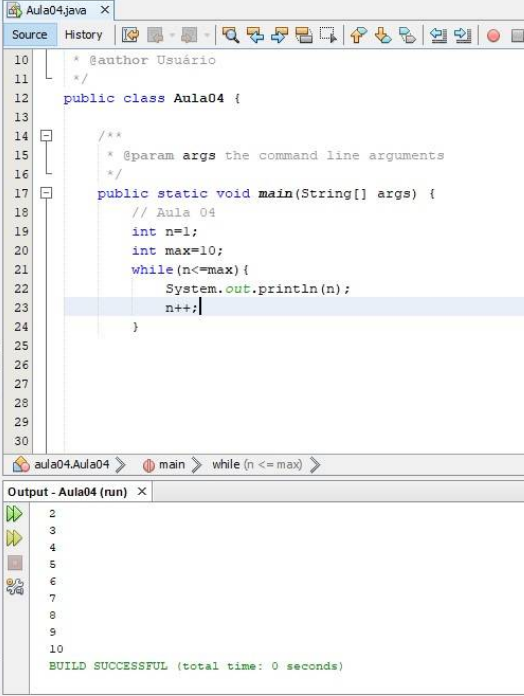 Aula04.java
Source History
10 * @author Usuário
11 */
12 public class Aula04 {
13
14 /**
15 * @param args the command line arguments
16 */
17 public static void main(String[] args) {
18 // Aula 04
19 int n=1;
20 int max=10;
21 while(n<=max){
22 System.out.println(n);
23 n++;
24 }
25
26
27
28
29
30
aula04.Aula04 main while (n <= max)
Output - Aula04 (run)
2
3
4
5
6
7
8
9
10
BUILD SUCCESSFUL (total time: 0 seconds)